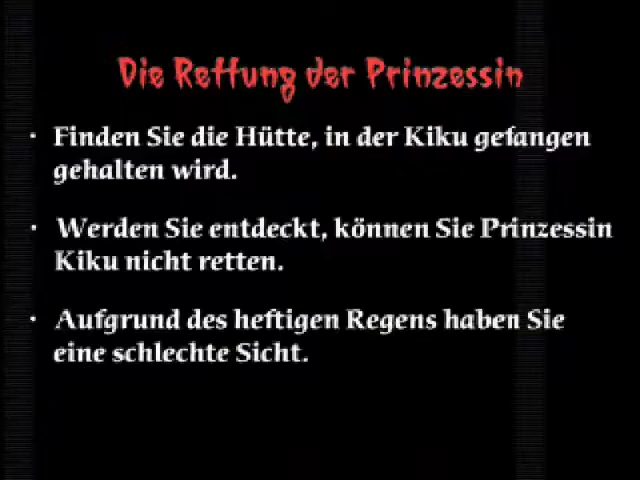 Die Rettung der Prinzessin
· Finden Sie die Hütte, in der Kiku gefangen
gehalten wird.
· Werden Sie entdeckt, können Sie Prinzessin
Kiku nicht retten.
· Aufgrund des heftigen Regens haben Sie
eine schlechte Sicht.